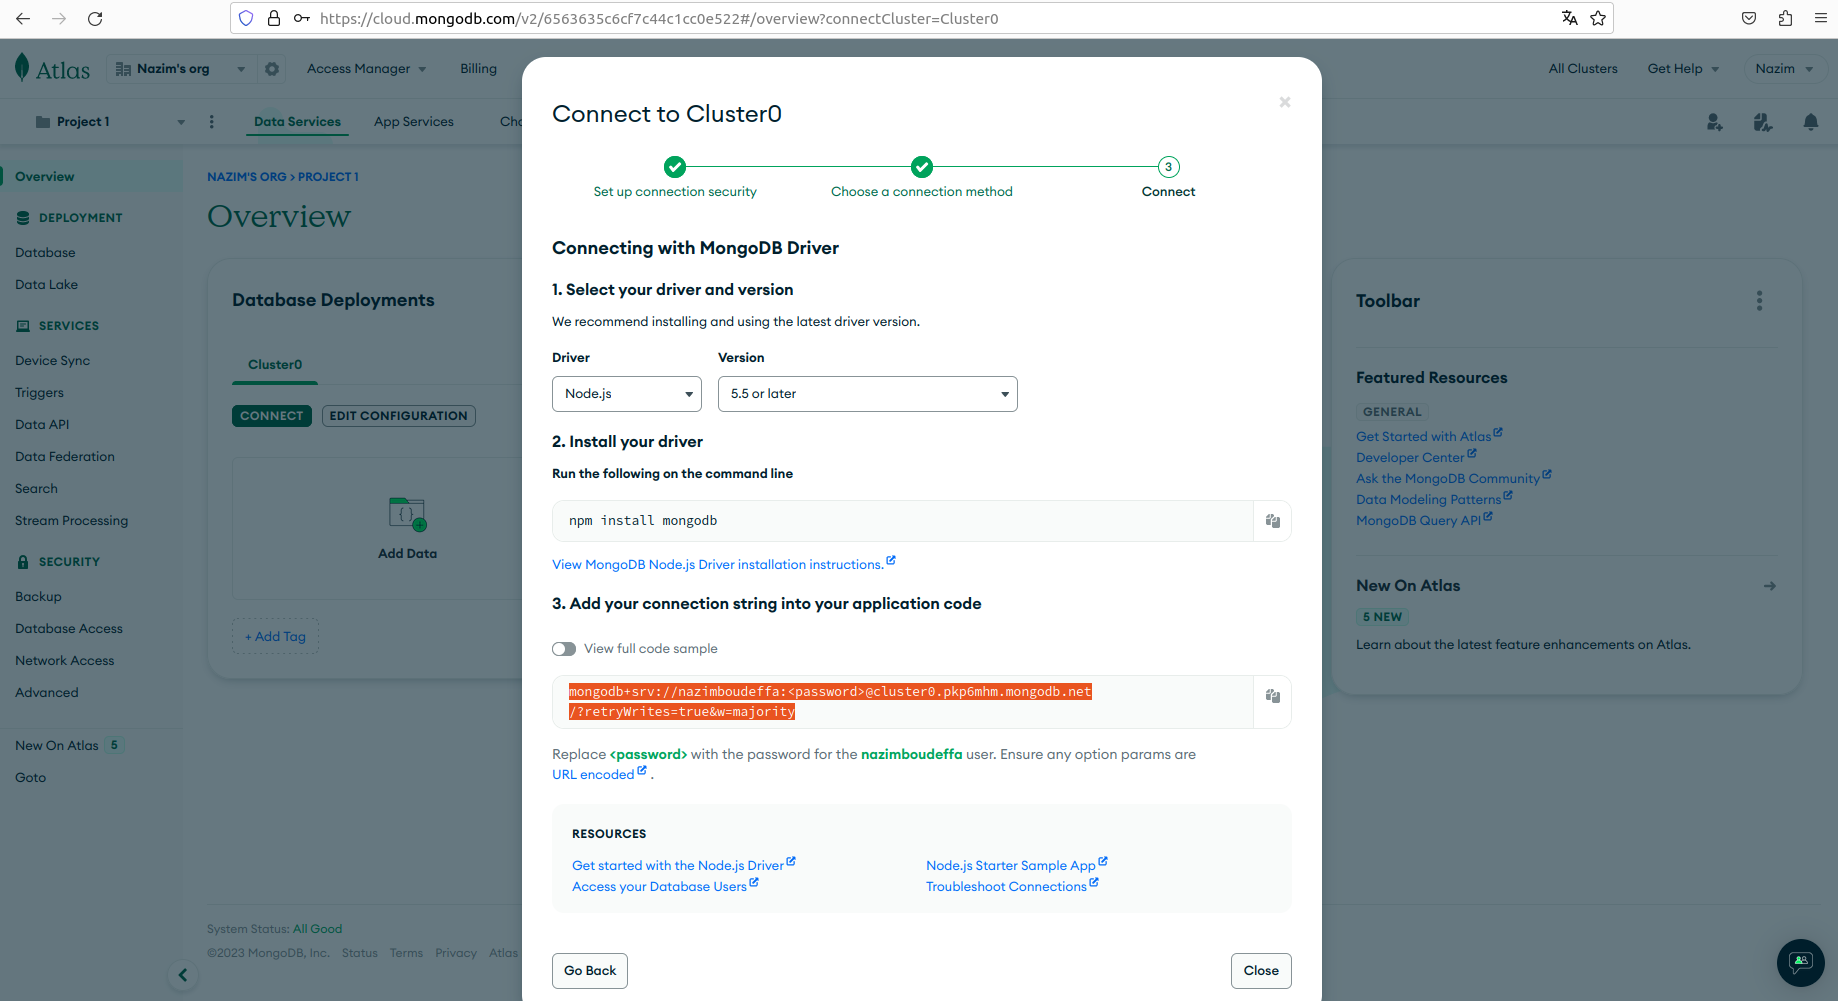 https://cloud.mongodb.com/v2/6563635c6cf7c44c1cc0e522#/overview?connectCluster=Cluster0
Atlas
Nazim's org
Access Manager
Billing
All Clusters
Get Help
Nazim
Project 1
Data Services
App Services
Cha
Overview
DEPLOYMENT
Database
Data Lake
SERVICES
Device Sync
Triggers
Data API
Data Federation
Search
Stream Processing
SECURITY
Backup
Database Access
Network Access
Advanced
New On Atlas 5
Goto
NAZIM'S ORG > PROJECT 1
Overview
Database Deployments
Cluster0
CONNECT
EDIT CONFIGURATION
Add Data
+ Add Tag
System Status: All Good
©2023 MongoDB, Inc. Status Terms Privacy Atlas
Connect to Cluster0
Set up connection security
Choose a connection method
3
Connect
Connecting with MongoDB Driver
1. Select your driver and version
We recommend installing and using the latest driver version.
Driver
Version
Node.js
5.5 or later
2. Install your driver
Run the following on the command line
npm install mongodb
View MongoDB Node.js Driver installation instructions.
3. Add your connection string into your application code
View full code sample
mongodb+srv://nazimboudeffa:<password>@cluster0.pkp6mhm.mongodb.net
/?retryWrites=true&w=majority
Replace <password> with the password for the nazimboudeffa user. Ensure any option params are
URL encoded .
RESOURCES
Get started with the Node.js Driver
Node.js Starter Sample App
Access your Database Users
Troubleshoot Connections
Go Back
Close
Toolbar
Featured Resources
GENERAL
Get Started with Atlas
Developer Center
Ask the MongoDB Community
Data Modeling Patterns
MongoDB Query API
New On Atlas
5 NEW
Learn about the latest feature enhancements on Atlas.